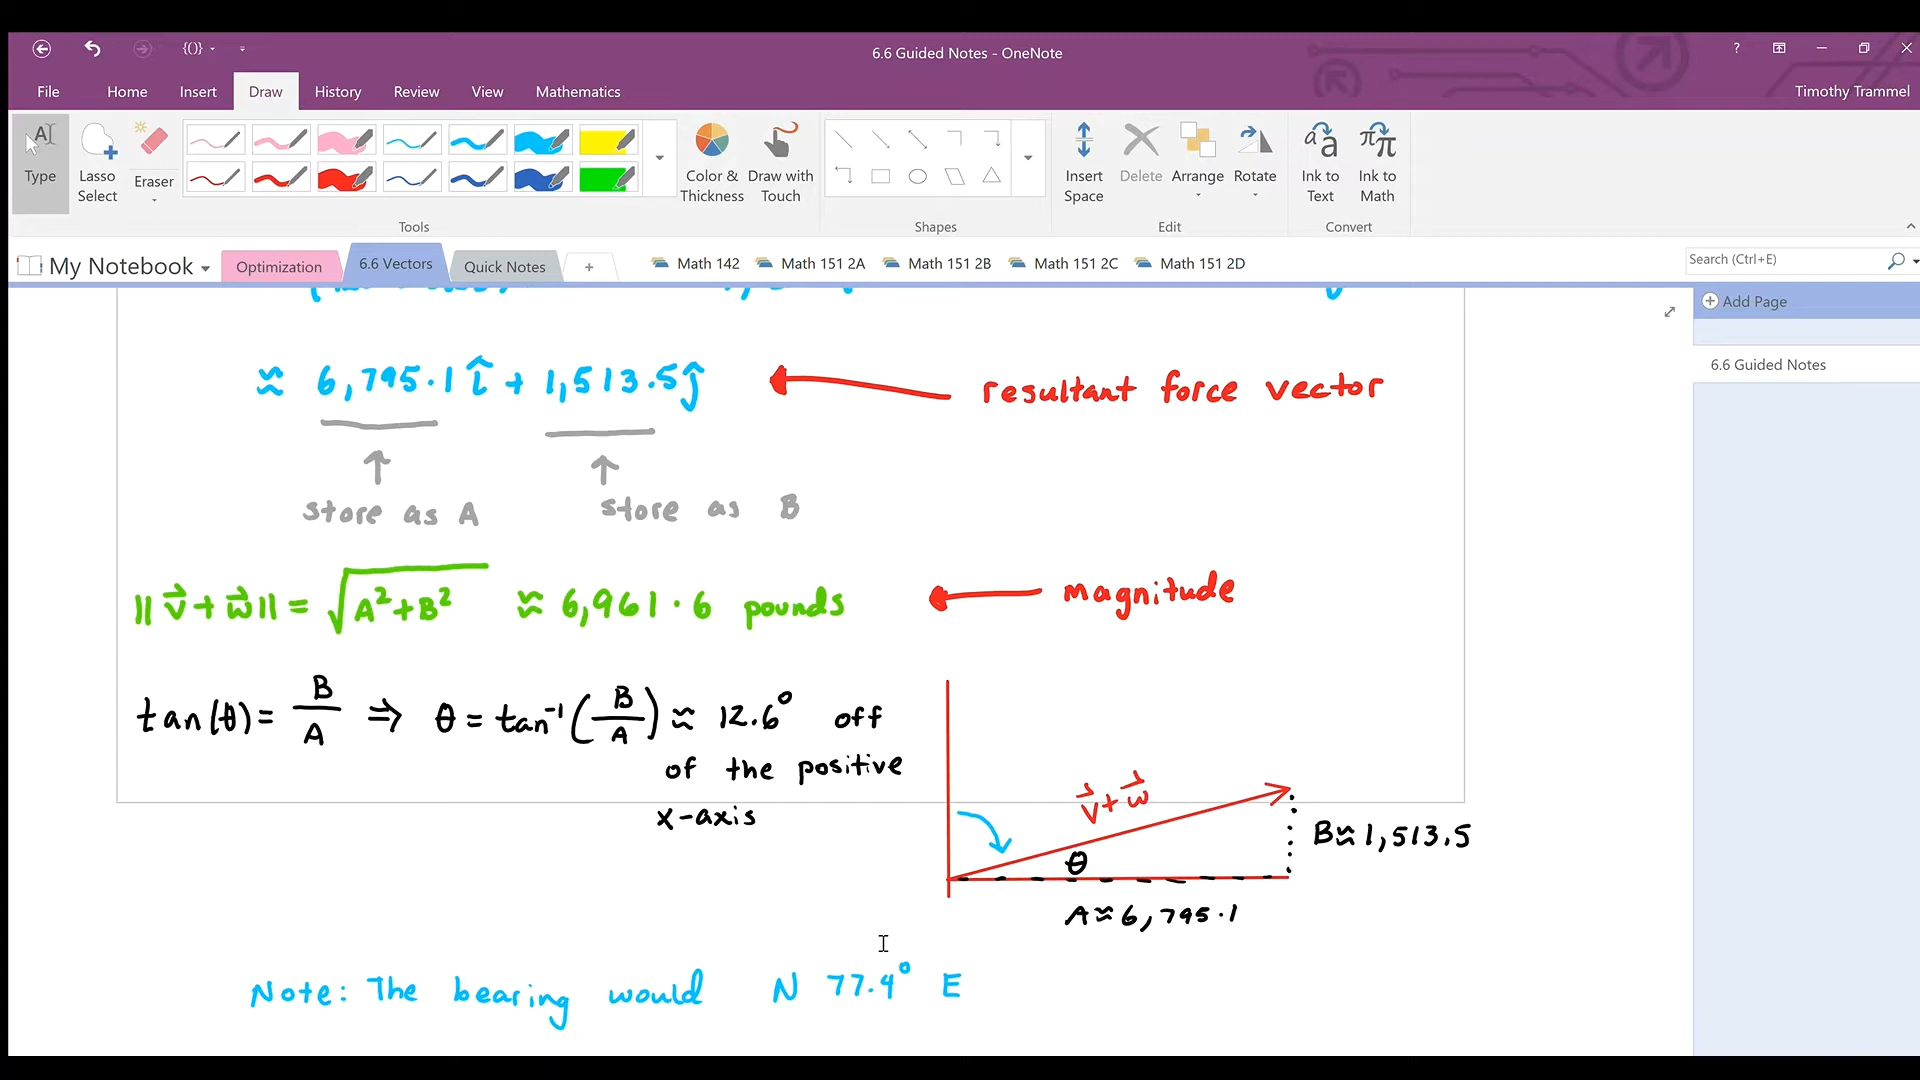 {()}
6.6 Guided Notes - OneNote
?
File Home Insert Draw History Review View Mathematics
Timothy Trammel
Type
Lasso Select
Eraser
Color & Thickness
Draw with Touch
Insert Space
Delete
Arrange
Rotate
Ink to Text
Ink to Math
Tools
Shapes
Edit
Convert
My Notebook
Optimization
6.6 Vectors
Quick Notes
+
Math 142
Math 151 2A
Math 151 2B
Math 151 2C
Math 151 2D
Search (Ctrl+E)
Add Page
6.6 Guided Notes
≈ 6,795.1 î + 1,513.5 ĵ
resultant force vector
store as A
store as B
‖v⃗+w⃗‖ = √(A²+B²) ≈ 6,961.6 pounds
magnitude
tan(θ) = B/A ⇒ θ = tan⁻¹(B/A) ≈ 12.6° off
of the positive
x-axis
v⃗+w⃗
θ
B≈1,513.5
A≈6,795.1
Note: The bearing would N 77.4° E